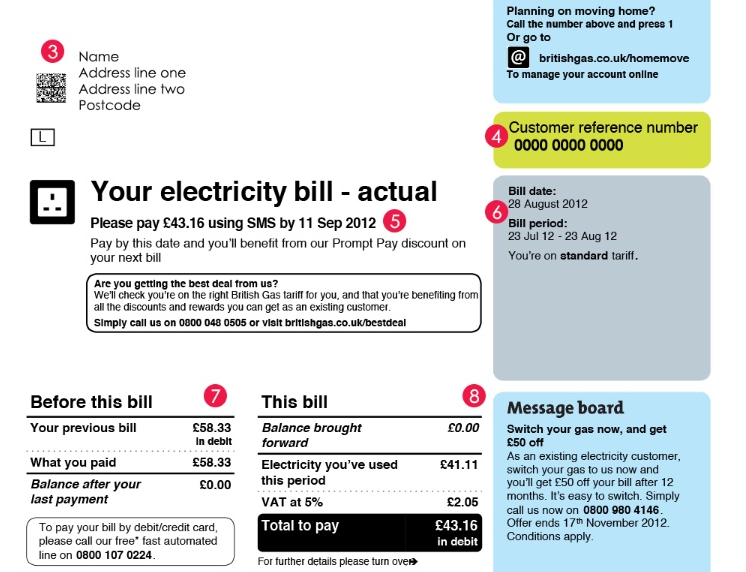 Planning on moving home?
Call the number above and press 1
Or go to
@ britishgas.co.uk/homemove
To manage your account online
3
Name
Address line one
Address line two
Postcode
L
4
Customer reference number
0000 0000 0000
Your electricity bill - actual
Please pay £43.16 using SMS by 11 Sep 2012 5
Pay by this date and you'll benefit from our Prompt Pay discount on
your next bill
Are you getting the best deal from us?
We'll check you're on the right British Gas tariff for you, and that you're benefiting from
all the discounts and rewards you can get as an existing customer.
Simply call us on 0800 048 0505 or visit britishgas.co.uk/bestdeal
6
Bill date:
28 August 2012
Bill period:
23 Jul 12 - 23 Aug 12
You're on standard tariff.
Before this bill 7
Your previous bill £58.33
in debit
What you paid £58.33
Balance after your £0.00
last payment
To pay your bill by debit/credit card,
please call our free* fast automated
line on 0800 107 0224.
This bill 8
Balance brought £0.00
forward
Electricity you've used £41.11
this period
VAT at 5% £2.05
Total to pay £43.16
in debit
For further details please turn over
Message board
Switch your gas now, and get
£50 off
As an existing electricity customer,
switch your gas to us now and
you'll get £50 off your bill after 12
months. It's easy to switch. Simply
call us now on 0800 980 4146.
Offer ends 17th November 2012.
Conditions apply.